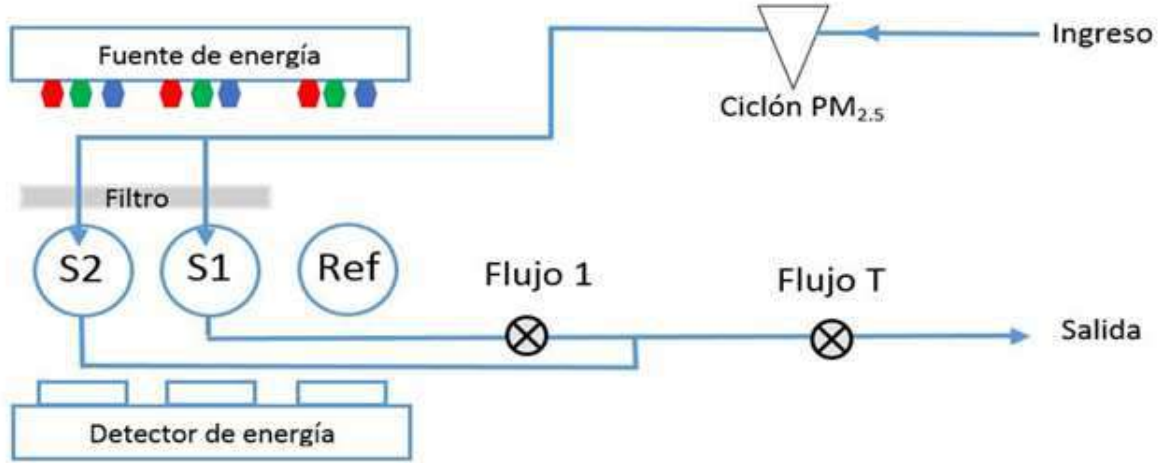 Fuente de energía
Ingreso
Ciclón PM₂.₅
Filtro
S2
S1
Ref
Flujo 1
Flujo T
Salida
Detector de energía